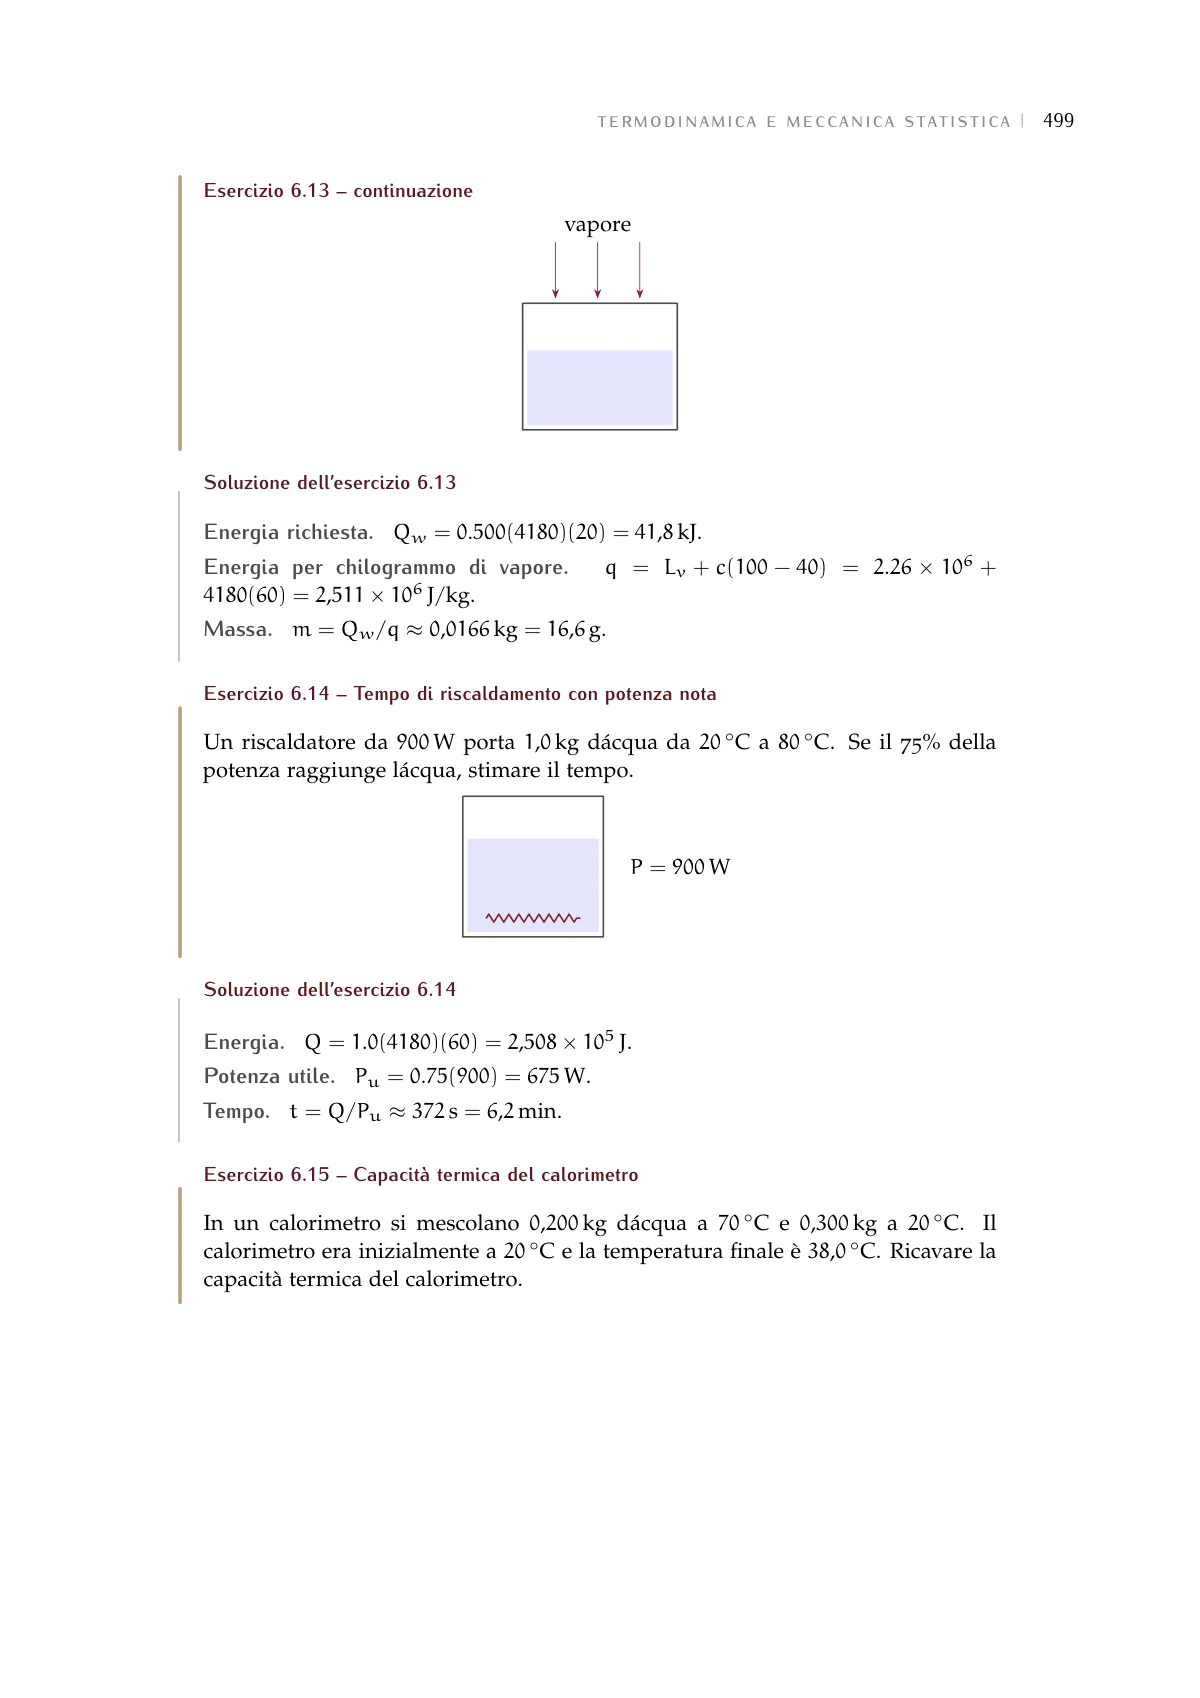 TERMODINAMICA E MECCANICA STATISTICA | 499
Esercizio 6.13 – continuazione
vapore
Soluzione dell'esercizio 6.13
Energia richiesta. Q_w = 0.500(4180)(20) = 41,8 kJ.
Energia per chilogrammo di vapore. q = L_v + c(100 − 40) = 2.26 × 10^6 +
4180(60) = 2,511 × 10^6 J/kg.
Massa. m = Q_w/q ≈ 0,0166 kg = 16,6 g.
Esercizio 6.14 – Tempo di riscaldamento con potenza nota
Un riscaldatore da 900 W porta 1,0 kg dácqua da 20 °C a 80 °C. Se il 75% della
potenza raggiunge lácqua, stimare il tempo.
P = 900 W
Soluzione dell'esercizio 6.14
Energia. Q = 1.0(4180)(60) = 2,508 × 10^5 J.
Potenza utile. P_u = 0.75(900) = 675 W.
Tempo. t = Q/P_u ≈ 372 s = 6,2 min.
Esercizio 6.15 – Capacità termica del calorimetro
In un calorimetro si mescolano 0,200 kg dácqua a 70 °C e 0,300 kg a 20 °C. Il
calorimetro era inizialmente a 20 °C e la temperatura finale è 38,0 °C. Ricavare la
capacità termica del calorimetro.